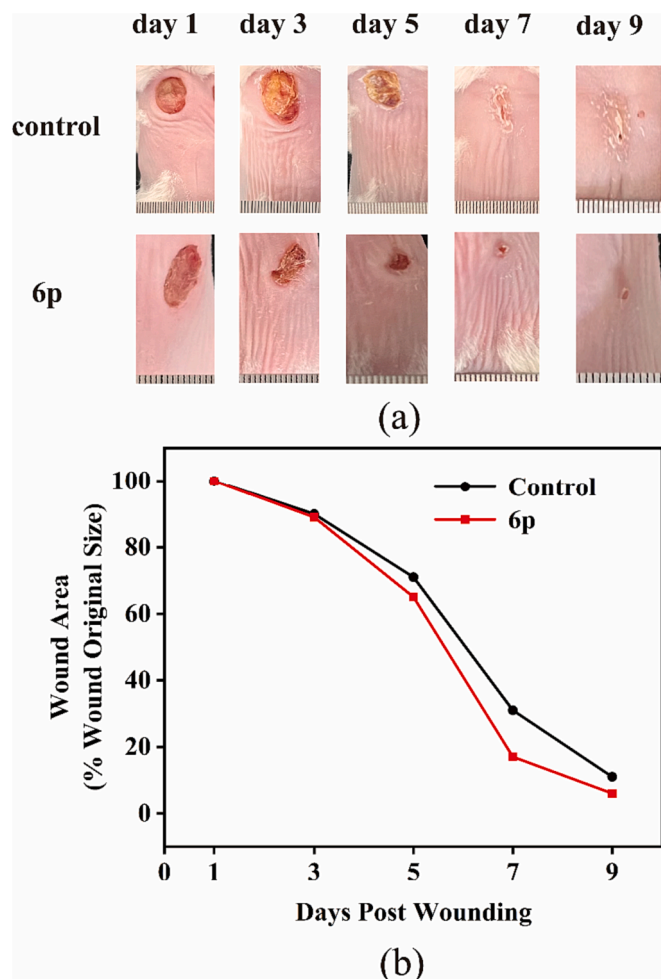 day 1 day 3 day 5 day 7 day 9
control
6p
(a)
100
80
60
40
20
0
Wound Area
(% Wound Original Size)
Control
6p
0 1 3 5 7 9
Days Post Wounding
(b)